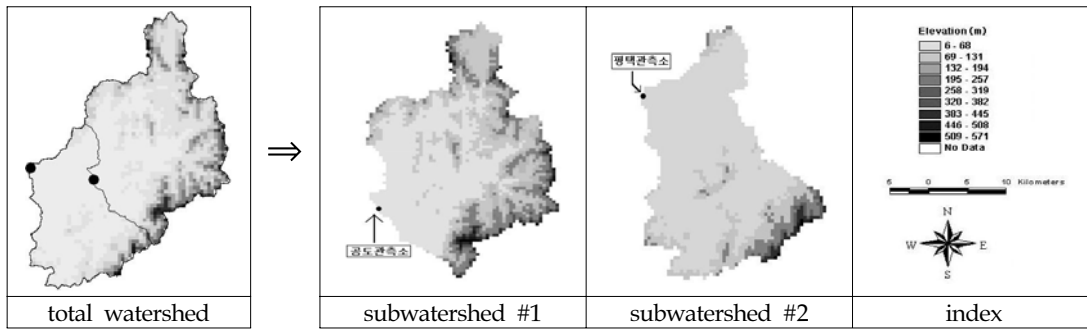 평택관측소
공도관측소
Elevation (m)
6 - 68
69 - 131
132 - 194
195 - 257
258 - 319
320 - 382
383 - 445
446 - 508
509 - 571
No Data
5 0 5 10 Kilometers
N
W E
S
total watershed
subwatershed #1
subwatershed #2
index